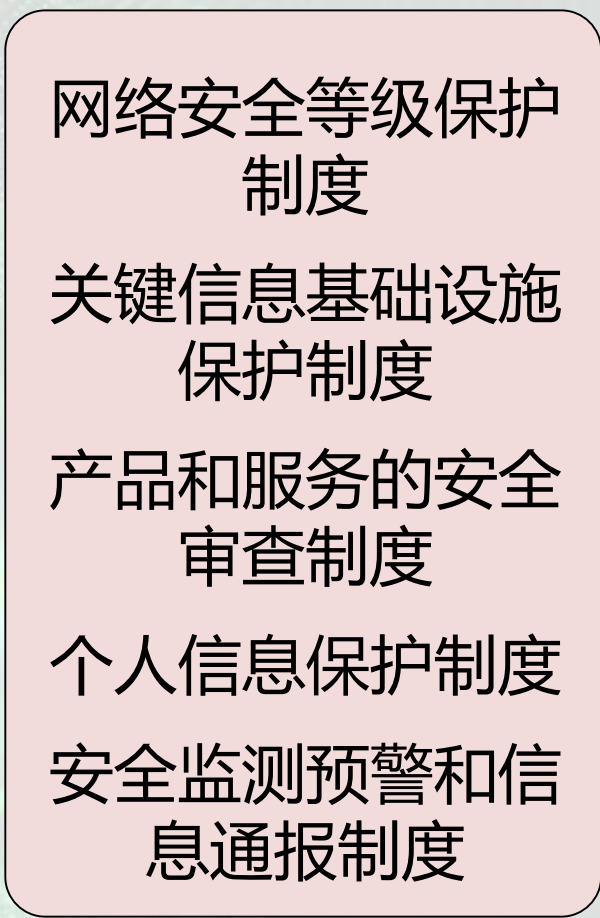 网络安全等级保护
制度
关键信息基础设施
保护制度
产品和服务的安全
审查制度
个人信息保护制度
安全监测预警和信
息通报制度